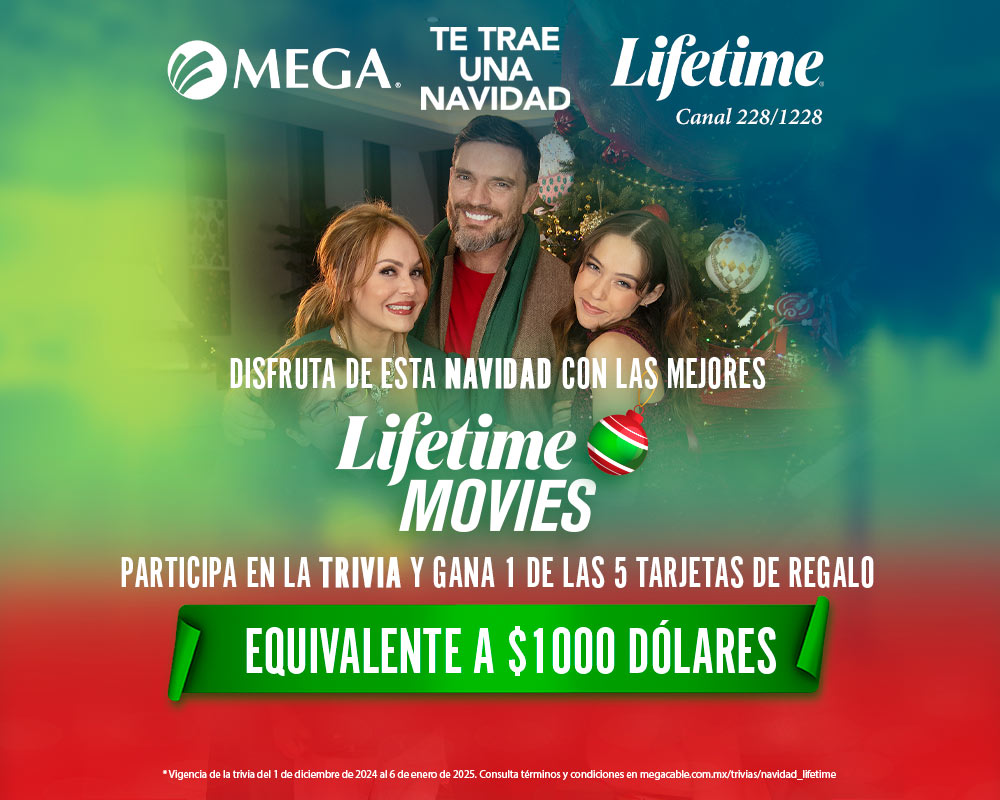 MEGA®
TE TRAE
UNA
NAVIDAD
Lifetime®
Canal 228/1228
DISFRUTA DE ESTA NAVIDAD CON LAS MEJORES
Lifetime
MOVIES
PARTICIPA EN LA TRIVIA Y GANA 1 DE LAS 5 TARJETAS DE REGALO
EQUIVALENTE A $1000 DÓLARES
* Vigencia de la trivia del 1 de diciembre de 2024 al 6 de enero de 2025. Consulta términos y condiciones en megacable.com.mx/trivias/navidad_lifetime